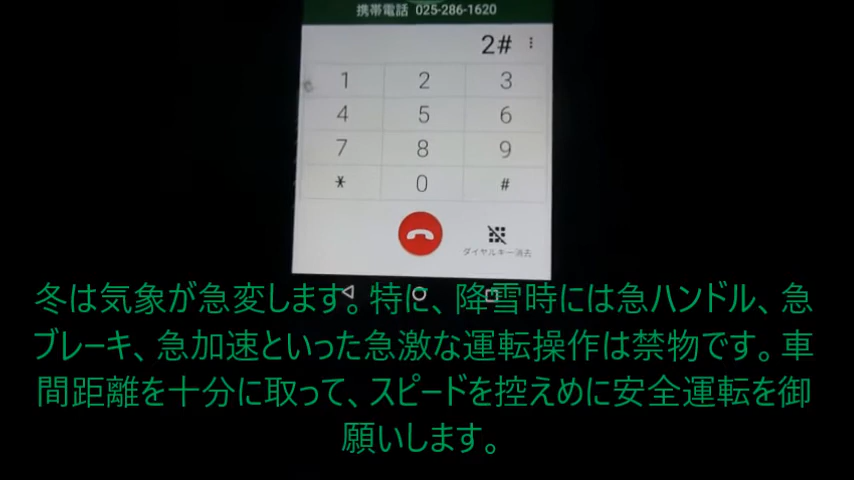 携帯電話 025-286-1620
2#
1 2 3
4 5 6
7 8 9
* 0 #
ダイヤルキー消去
冬は気象が急変します。特に、降雪時には急ハンドル、急
ブレーキ、急加速といった急激な運転操作は禁物です。車
間距離を十分に取って、スピードを控えめに安全運転を御
願いします。